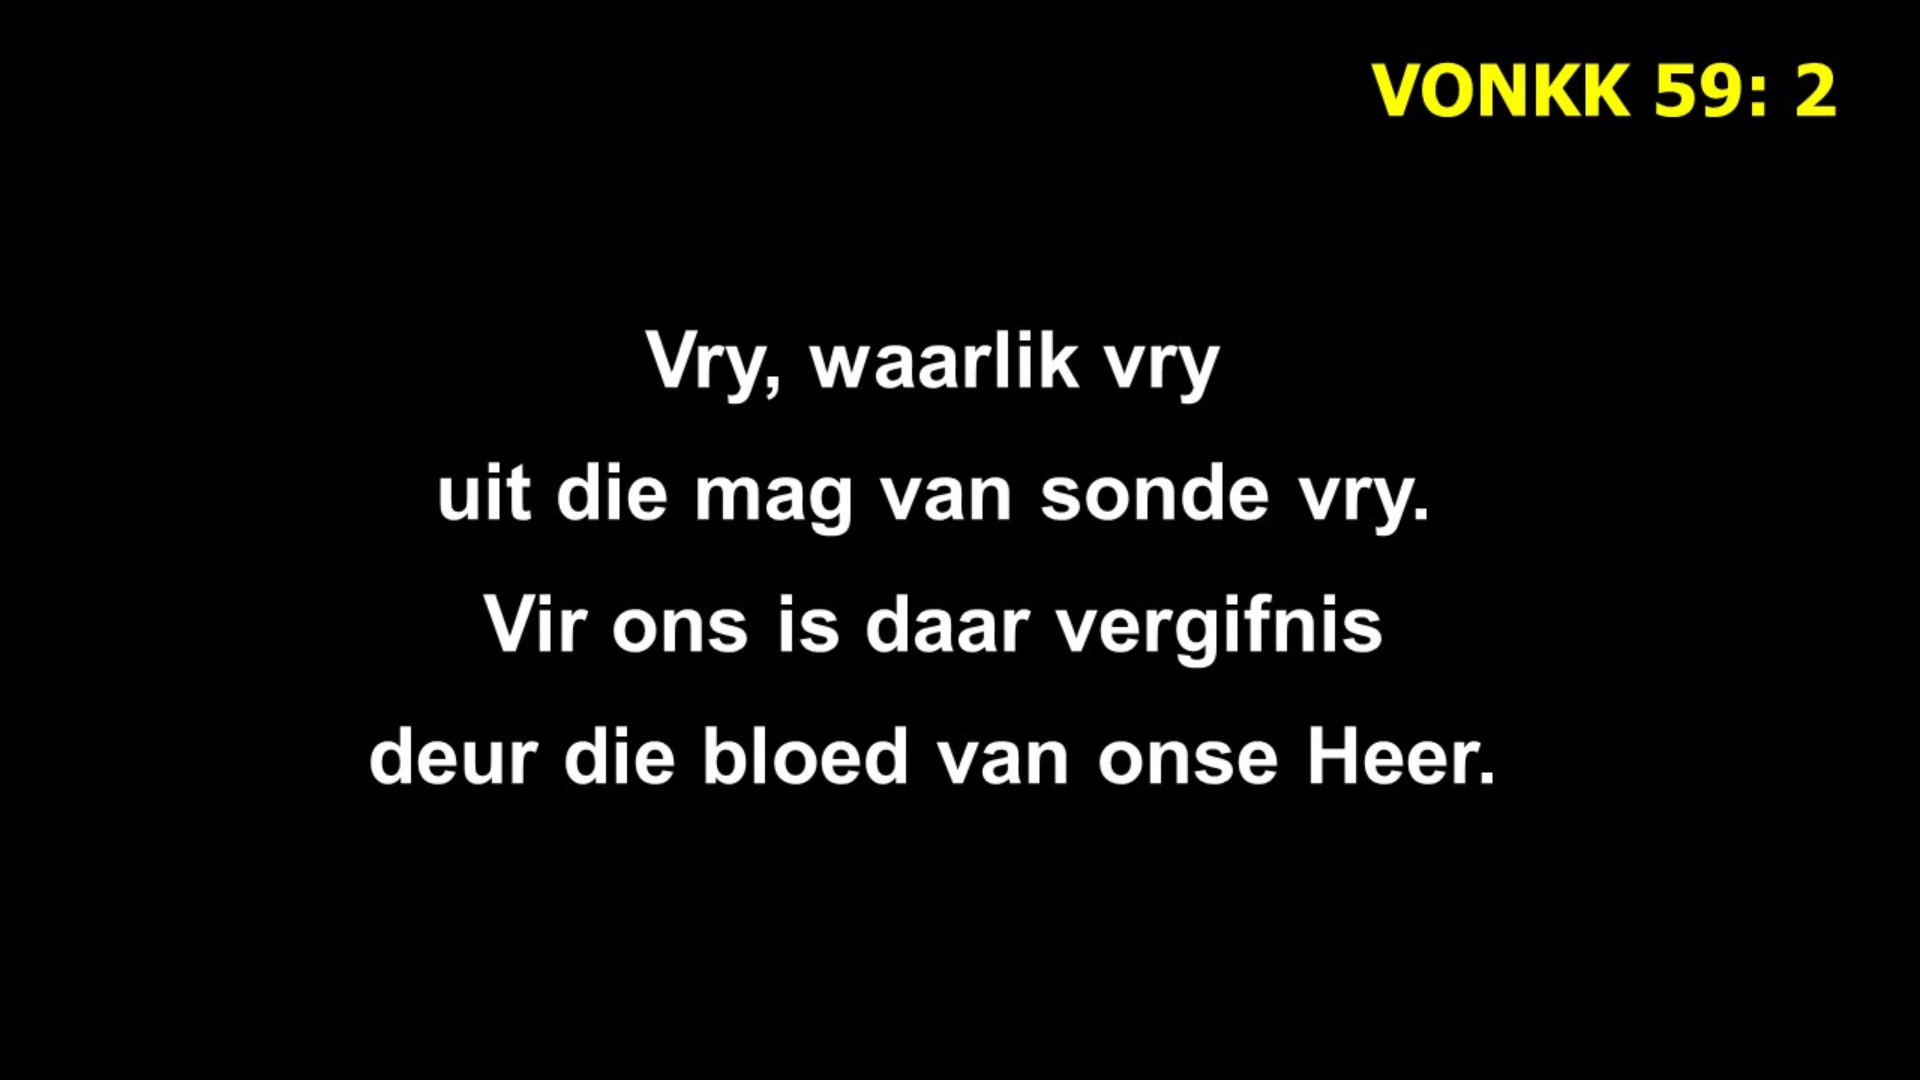 VONKK 59: 2
Vry, waarlik vry
uit die mag van sonde vry.
Vir ons is daar vergifnis
deur die bloed van onse Heer.